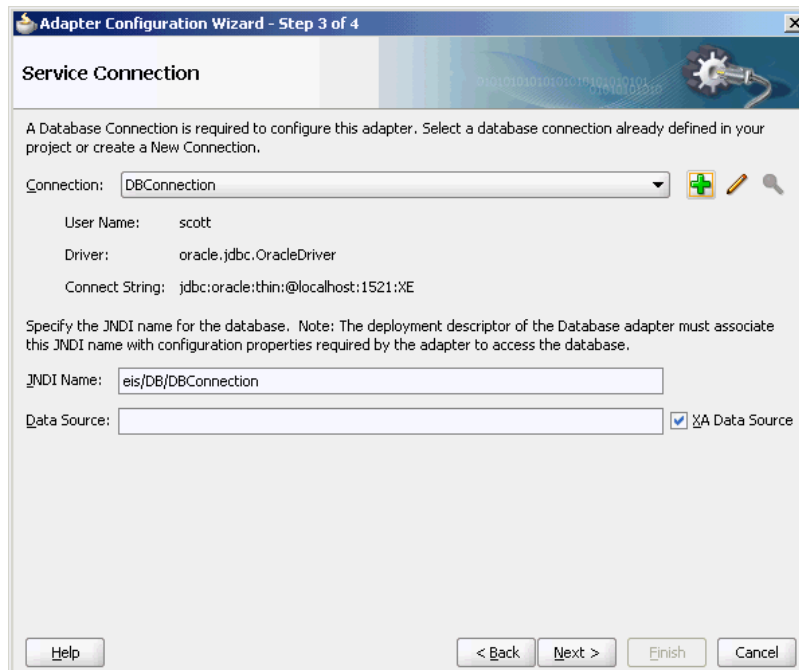 Adapter Configuration Wizard - Step 3 of 4
Service Connection
A Database Connection is required to configure this adapter. Select a database connection already defined in your
project or create a New Connection.
Connection: DBConnection
User Name: scott
Driver: oracle.jdbc.OracleDriver
Connect String: jdbc:oracle:thin:@localhost:1521:XE
Specify the JNDI name for the database. Note: The deployment descriptor of the Database adapter must associate
this JNDI name with configuration properties required by the adapter to access the database.
JNDI Name: eis/DB/DBConnection
Data Source: XA Data Source
Help < Back Next > Finish Cancel